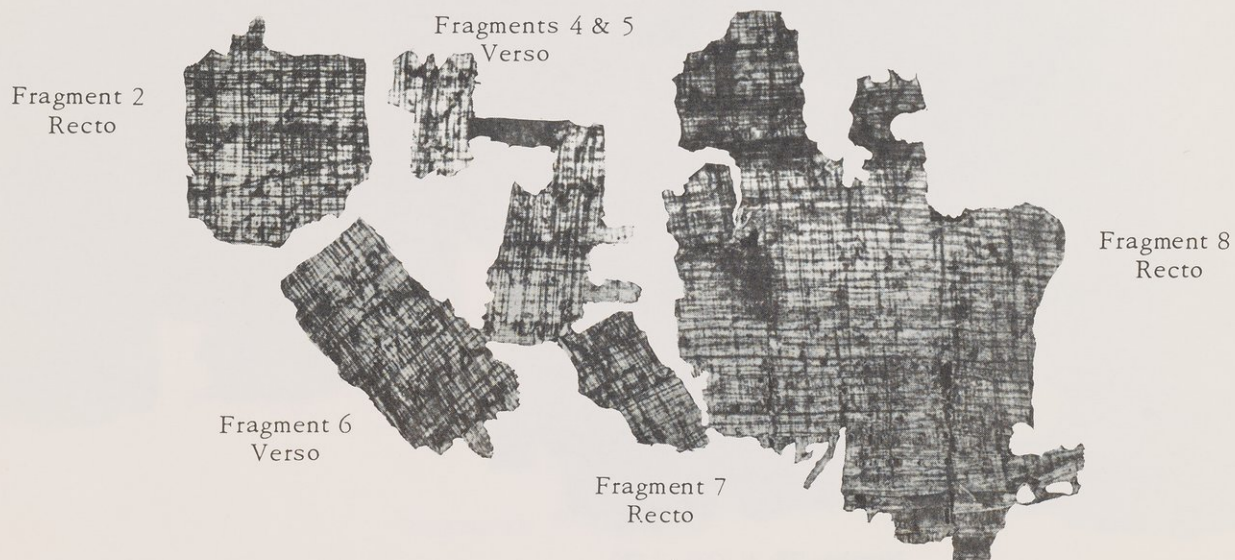 Fragments 4 & 5
Verso
Fragment 2
Recto
Fragment 8
Recto
Fragment 6
Verso
Fragment 7
Recto